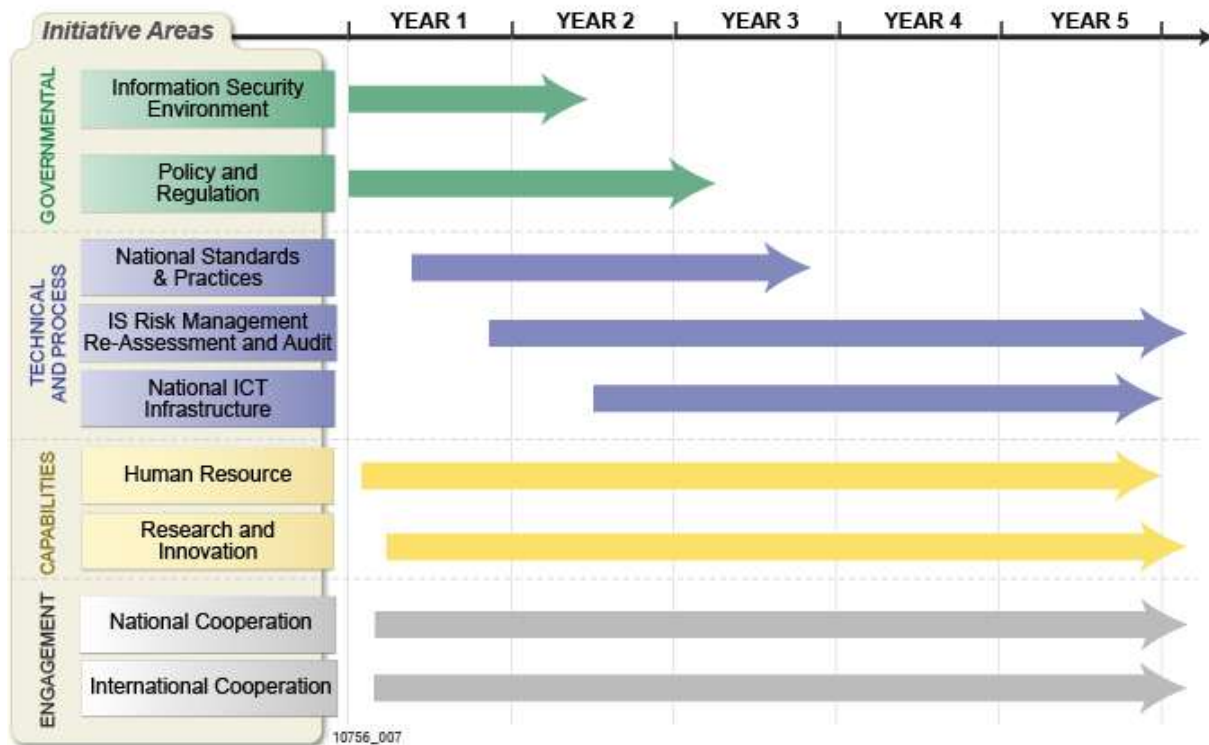 Initiative Areas
YEAR 1 YEAR 2 YEAR 3 YEAR 4 YEAR 5
GOVERNMENTAL
Information Security
Environment
Policy and
Regulation
TECHNICAL
AND PROCESS
National Standards
& Practices
IS Risk Management
Re-Assessment and Audit
National ICT
Infrastructure
CAPABILITIES
Human Resource
Research and
Innovation
ENGAGEMENT
National Cooperation
International Cooperation
10756_007